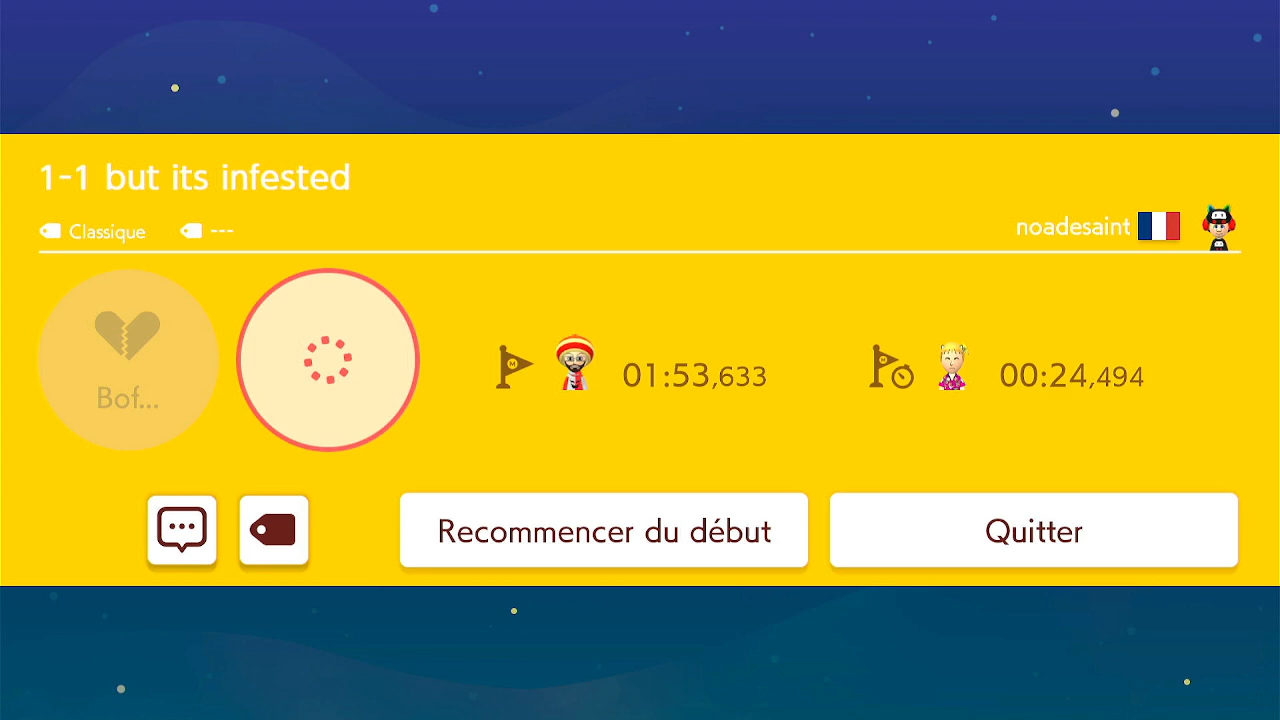 1-1 but its infested
Classique ---
noadesaint
Bof...
01:53,633
00:24,494
Recommencer du début
Quitter